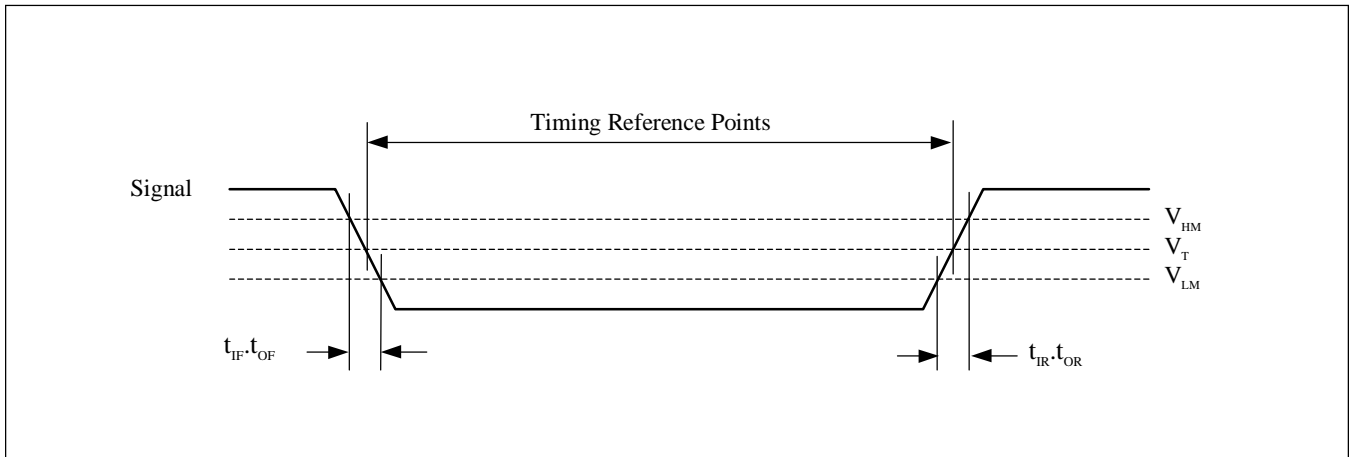 Timing Reference Points
Signal
V_HM
V_T
V_LM
t_IF.t_OF
t_IR.t_OR